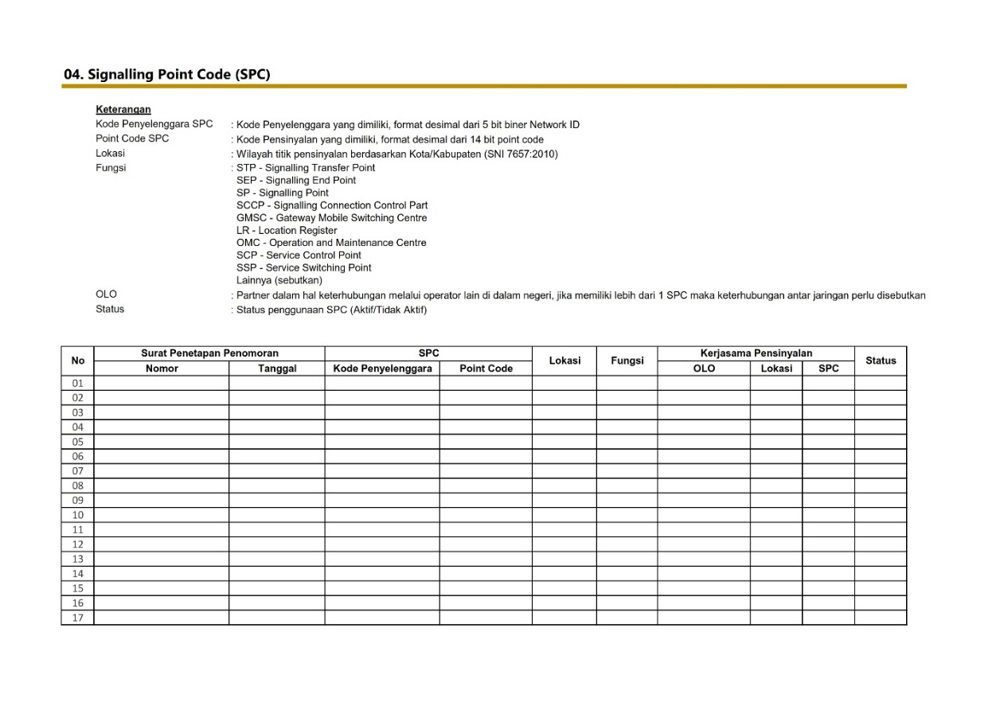 04. Signalling Point Code (SPC)
Keterangan
Kode Penyelenggara SPC : Kode Penyelenggara yang dimiliki, format desimal dari 5 bit biner Network ID
Point Code SPC : Kode Pensinyalan yang dimiliki, format desimal dari 14 bit point code
Lokasi : Wilayah titik pensinyalan berdasarkan Kota/Kabupaten (SNI 7657:2010)
Fungsi : STP - Signalling Transfer Point
SEP - Signalling End Point
SP - Signalling Point
SCCP - Signalling Connection Control Part
GMSC - Gateway Mobile Switching Centre
LR - Location Register
OMC - Operation and Maintenance Centre
SCP - Service Control Point
SSP - Service Switching Point
Lainnya (sebutkan)
OLO : Partner dalam hal keterhubungan melalui operator lain di dalam negeri, jika memiliki lebih dari 1 SPC maka keterhubungan antar jaringan perlu disebutkan
Status : Status penggunaan SPC (Aktif/Tidak Aktif)
No Surat Penetapan Penomoran SPC Lokasi Fungsi Kerjasama Pensinyalan Status
Nomor Tanggal Kode Penyelenggara Point Code OLO Lokasi SPC
01
02
03
04
05
06
07
08
09
10
11
12
13
14
15
16
17